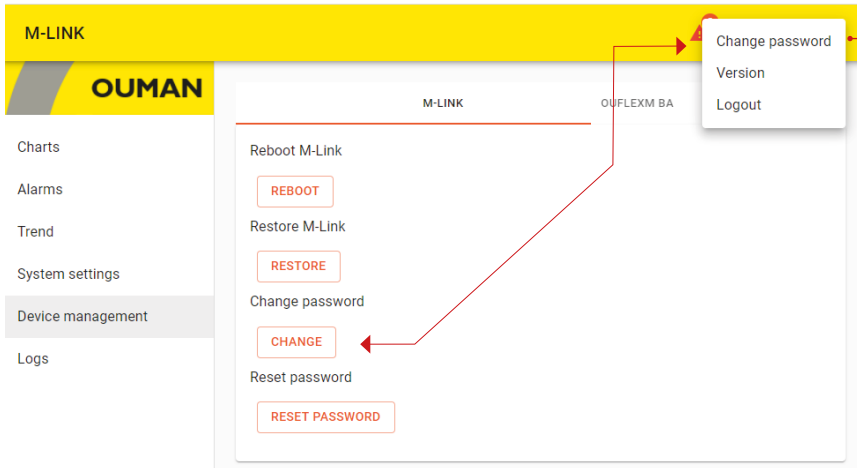 M-LINK
Change password
Version
Logout
OUMAN
Charts
Alarms
Trend
System settings
Device management
Logs
M-LINK
OUFLEXM BA
Reboot M-Link
REBOOT
Restore M-Link
RESTORE
Change password
CHANGE
Reset password
RESET PASSWORD